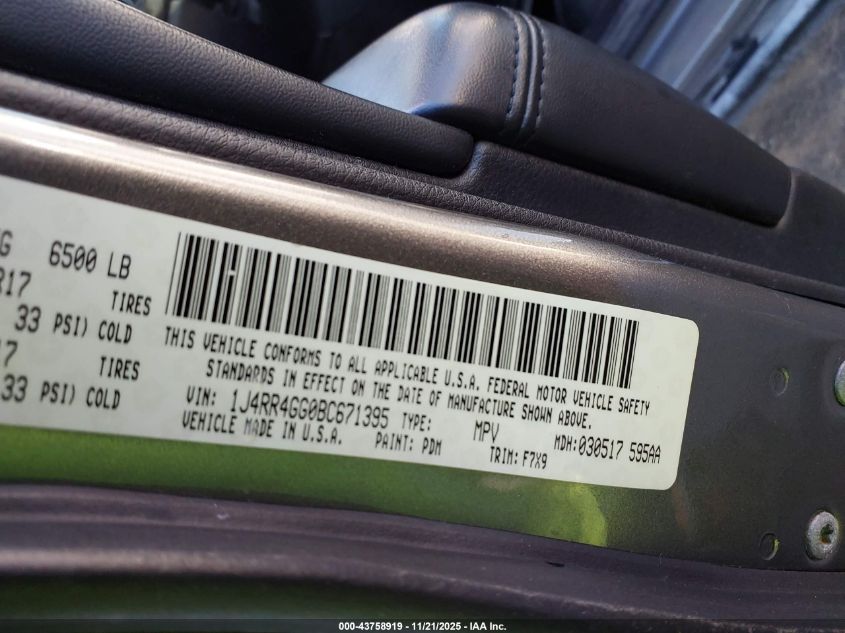 G 6500 LB
R17 TIRES
33 PSI) COLD
17 TIRES
33 PSI) COLD
THIS VEHICLE CONFORMS TO ALL APPLICABLE U.S.A. FEDERAL MOTOR VEHICLE SAFETY
STANDARDS IN EFFECT ON THE DATE OF MANUFACTURE SHOWN ABOVE.
VIN: 1J4RR4GG0BC671395 TYPE: MPV MDH:030517 595AA
VEHICLE MADE IN U.S.A. PAINT: PDM TRIM: F7X9
000-43758919 - 11/21/2025 - IAA Inc.